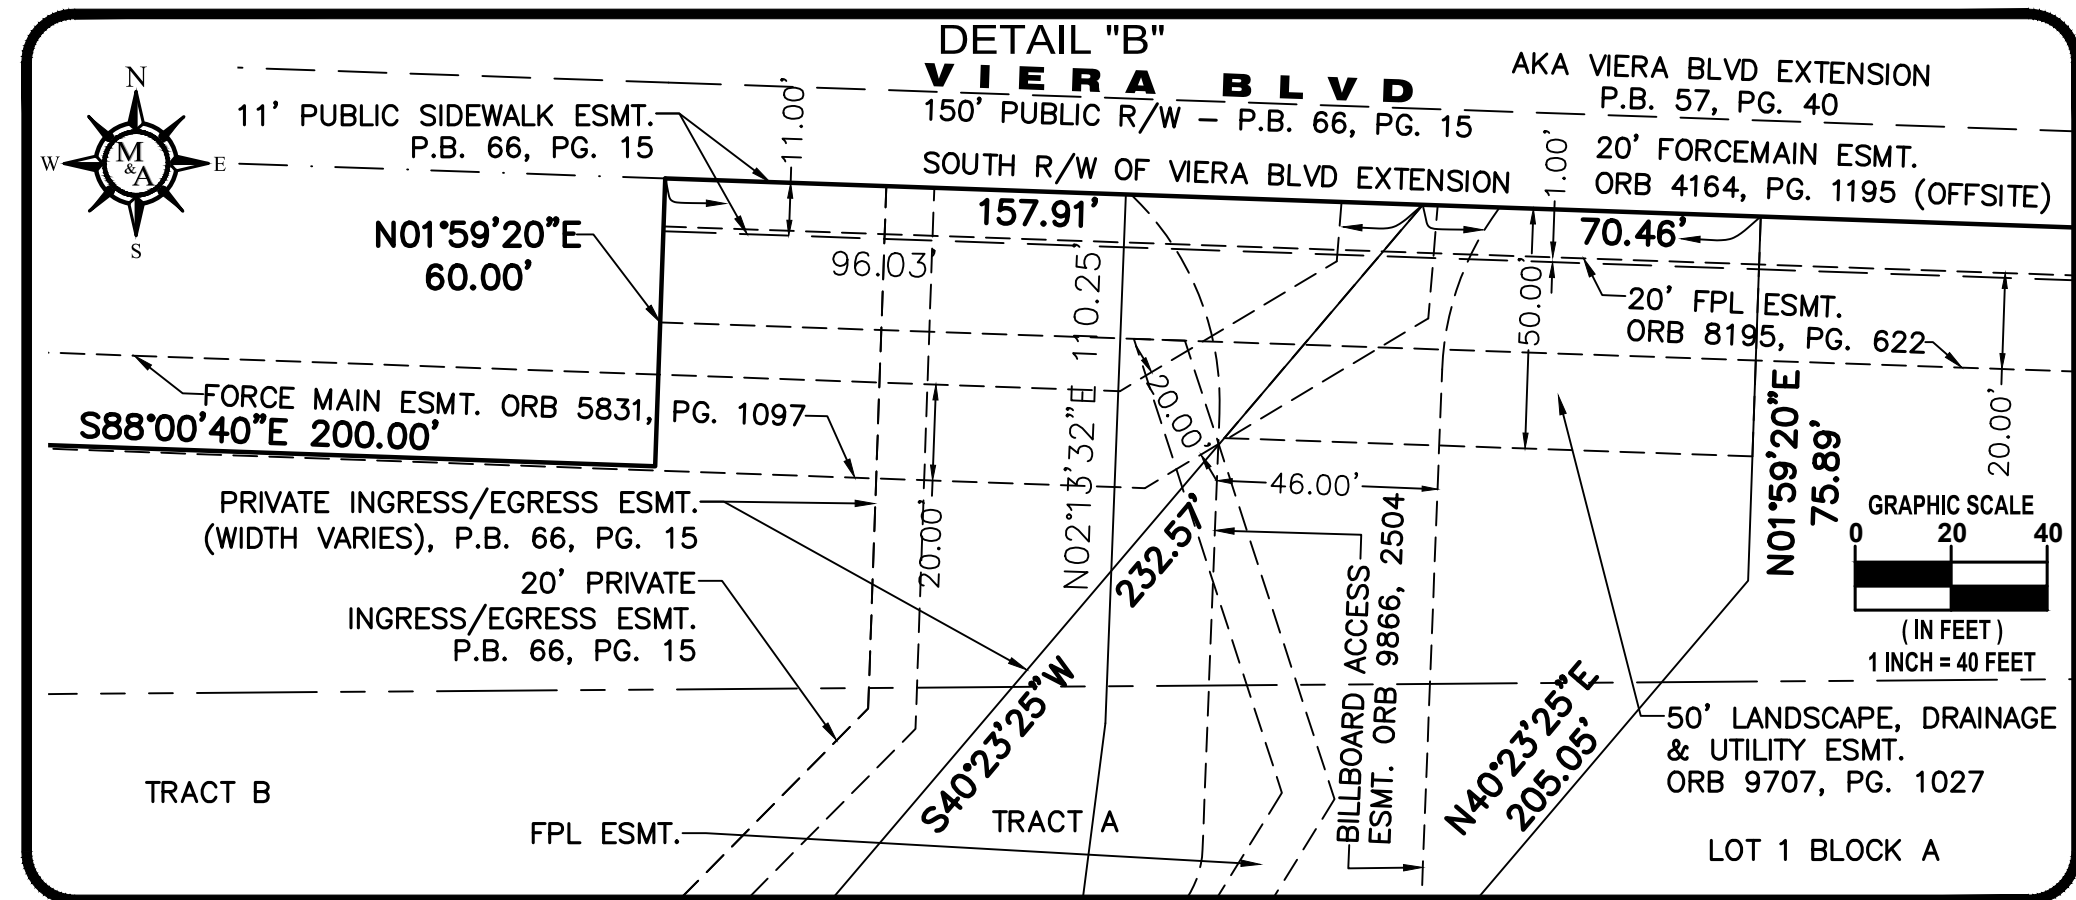 DETAIL "B"
VIERA BLVD
AKA VIERA BLVD EXTENSION
P.B. 57, PG. 40
150' PUBLIC R/W – P.B. 66, PG. 15
SOUTH R/W OF VIERA BLVD EXTENSION
N
W
E
S
M
&
A
11' PUBLIC SIDEWALK ESMT.
P.B. 66, PG. 15
11.00'
1.00'
20' FORCEMAIN ESMT.
ORB 4164, PG. 1195 (OFFSITE)
157.91'
70.46'
N01°59'20"E
60.00'
96.03'
N02°13'32"E 110.25'
50.00'
20' FPL ESMT.
ORB 8195, PG. 622
20.00'
FORCE MAIN ESMT. ORB 5831, PG. 1097
S88°00'40"E 200.00'
20.00'
46.00'
N01°59'20"E
75.89'
20.00'
PRIVATE INGRESS/EGRESS ESMT.
(WIDTH VARIES), P.B. 66, PG. 15
20' PRIVATE
INGRESS/EGRESS ESMT.
P.B. 66, PG. 15
232.57'
S40°23'25"W
BILLBOARD ACCESS
ESMT. ORB 9866, 2504
N40°23'25"E
205.05'
GRAPHIC SCALE
0 20 40
( IN FEET )
1 INCH = 40 FEET
50' LANDSCAPE, DRAINAGE
& UTILITY ESMT.
ORB 9707, PG. 1027
TRACT B
TRACT A
FPL ESMT.
LOT 1 BLOCK A